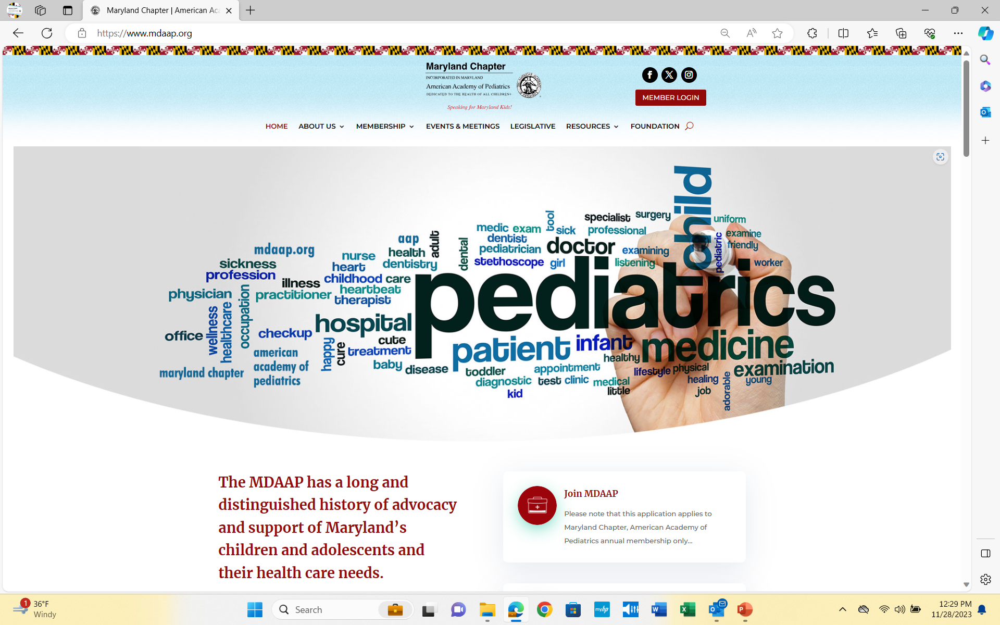 Maryland Chapter | American Aca
https://www.mdaap.org
Maryland Chapter
INCORPORATED IN MARYLAND
American Academy of Pediatrics
DEDICATED TO THE HEALTH OF ALL CHILDREN®
Speaking for Maryland Kids!
MEMBER LOGIN
HOME ABOUT US MEMBERSHIP EVENTS & MEETINGS LEGISLATIVE RESOURCES FOUNDATION
child
tool
specialist
surgery
uniform
medic
exam
sick
professional
examine
aap
adult
dentist
pediatric
friendly
mdaap.org
health
dental
pediatrician
doctor
examining
nurse
sickness
heart
dentistry
stethoscope
girl
listening
worker
profession
childhood
care
illness
heartbeat
pediatrics
physician
occupation
practitioner
therapist
wellness
healthcare
hospital
office
checkup
cute
happy
cure
treatment
patient
infant
medicine
american
academy of
pediatrics
baby
disease
healthy
maryland chapter
toddler
appointment
lifestyle
physical
examination
diagnostic
test
clinic
medical
healing
young
kid
little
job
adorable
The MDAAP has a long and
distinguished history of advocacy
and support of Maryland’s
children and adolescents and
their health care needs.
Join MDAAP
Please note that this application applies to
Maryland Chapter, American Academy of
Pediatrics annual membership only...
1
36°F
Windy
Search
myhp
12:29 PM
11/28/2023